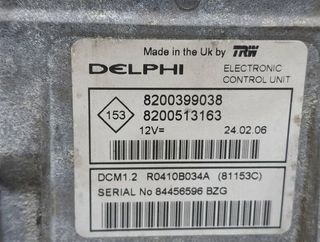 Made in the Uk by TRW
DELPHI ELECTRONIC CONTROL UNIT
153
8200399038
8200513163
12V= 24.02.06
DCM1.2 R0410B034A (81153C)
SERIAL No 84456596 BZG